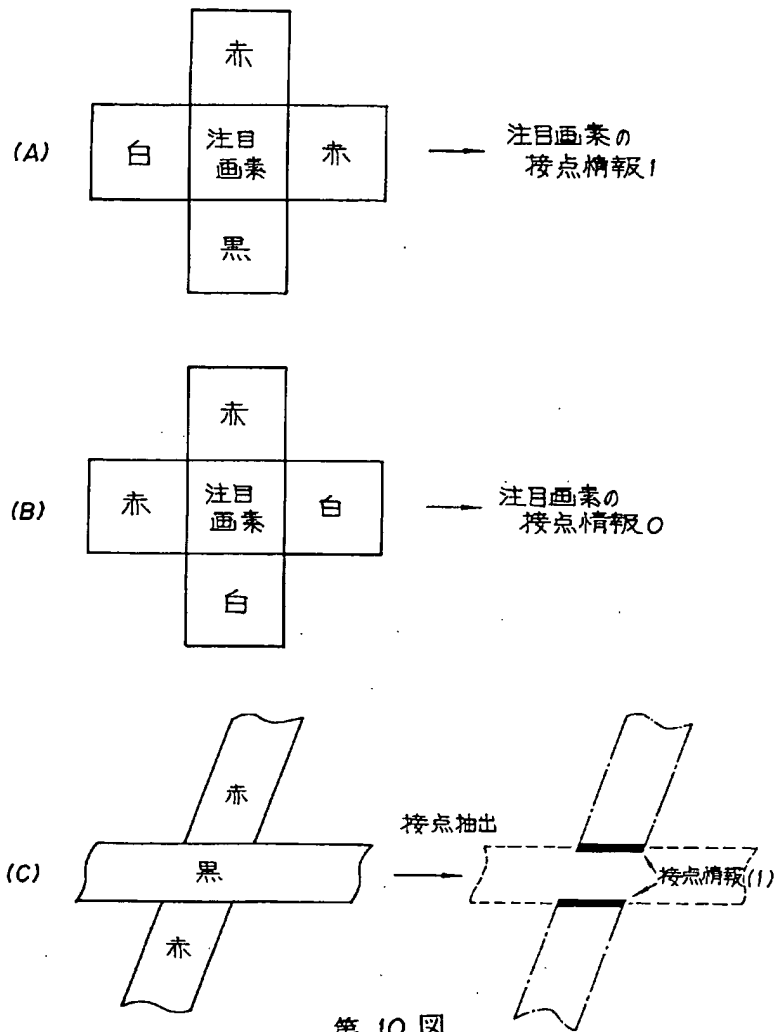 (A)
赤
白
注目
画素
赤
黒
注目画素の
接点情報1
(B)
赤
赤
注目
画素
白
白
注目画素の
接点情報0
(C)
赤
黒
赤
接点抽出
接点情報(1)
第10図